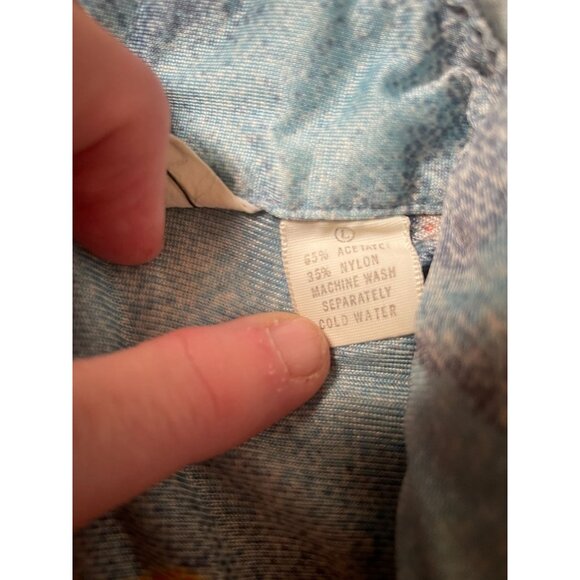 L
65% ACETATE
35% NYLON
MACHINE WASH
SEPARATELY
COLD WATER